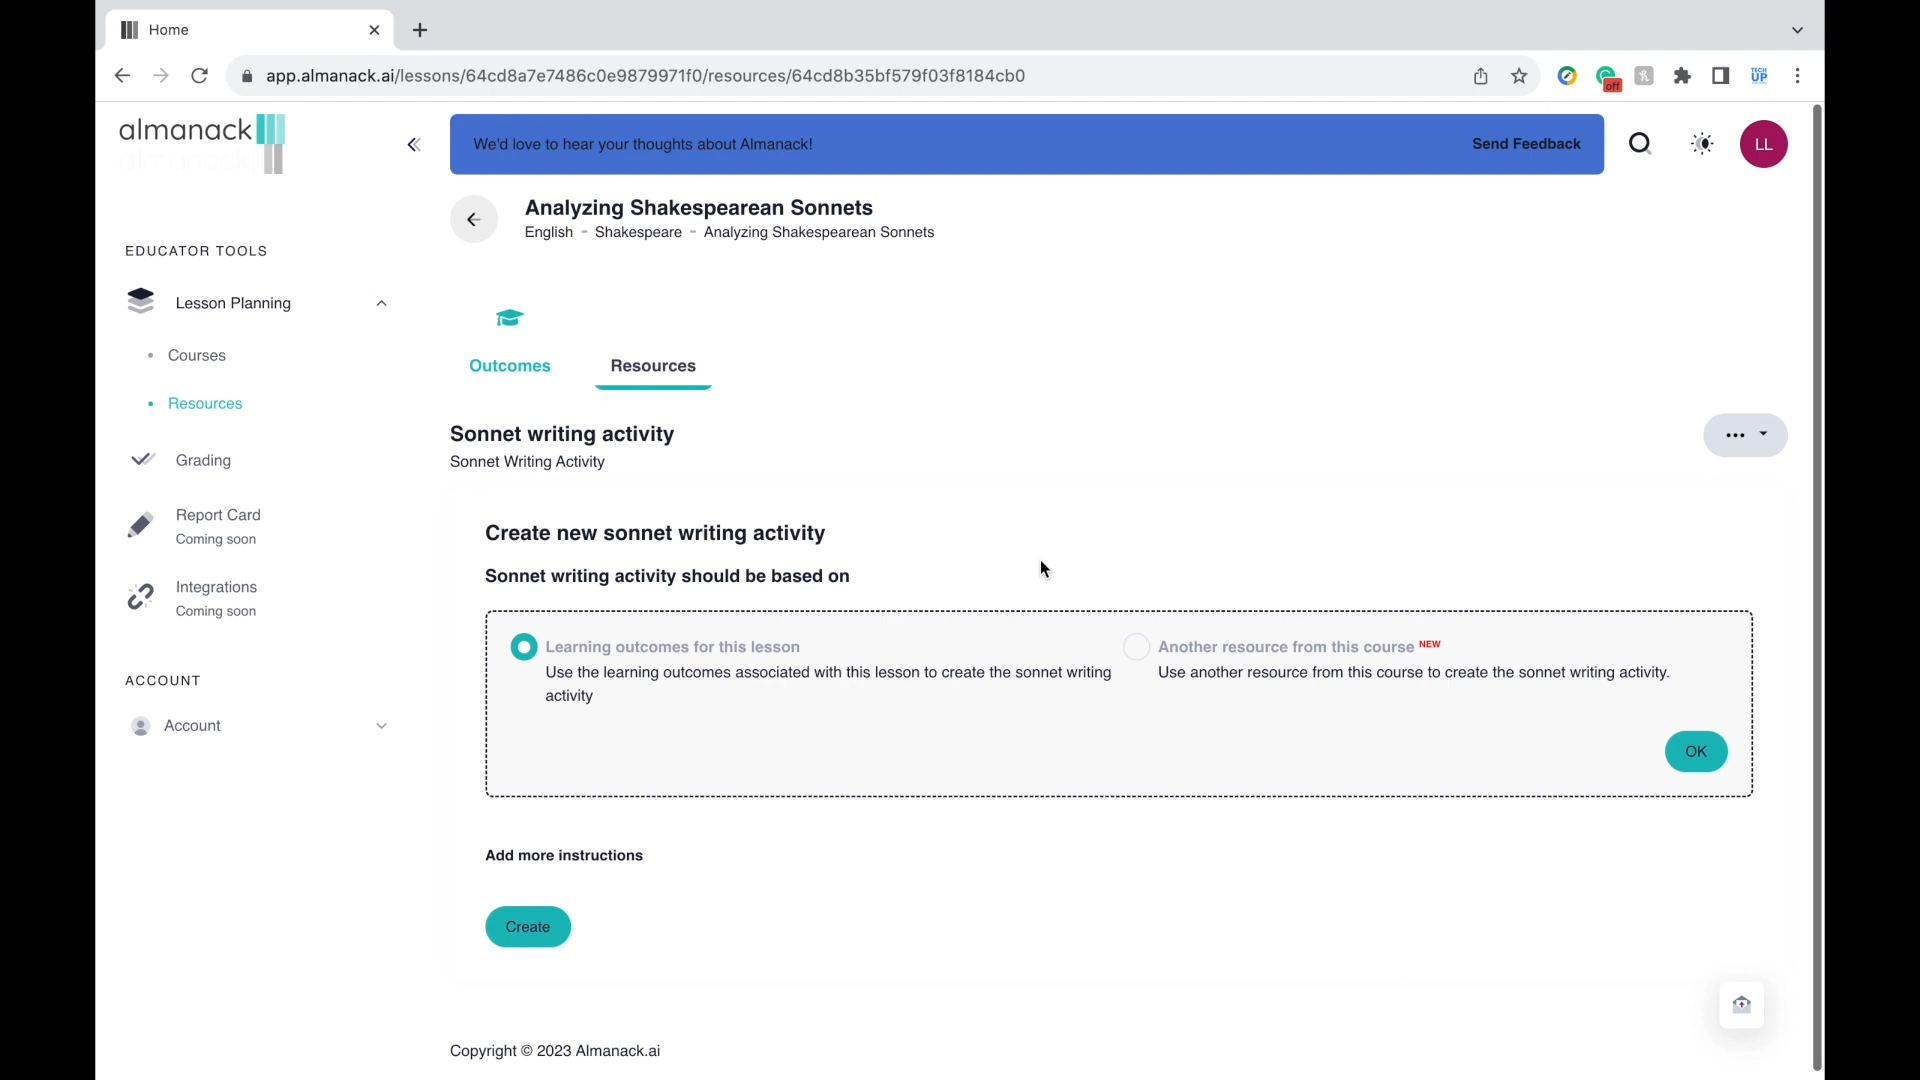 Home
app.almanack.ai/lessons/64cd8a7e7486c0e9879971f0/resources/64cd8b35bf579f03f8184cb0
off
TECH
UP
almanack
We'd love to hear your thoughts about Almanack!
Send Feedback
LL
Analyzing Shakespearean Sonnets
English - Shakespeare - Analyzing Shakespearean Sonnets
EDUCATOR TOOLS
Lesson Planning
Courses
Resources
Grading
Report Card
Coming soon
Integrations
Coming soon
ACCOUNT
Account
Outcomes
Resources
Sonnet writing activity
Sonnet Writing Activity
Create new sonnet writing activity
Sonnet writing activity should be based on
Learning outcomes for this lesson
Use the learning outcomes associated with this lesson to create the sonnet writing
activity
Another resource from this course NEW
Use another resource from this course to create the sonnet writing activity.
OK
Add more instructions
Create
Copyright © 2023 Almanack.ai